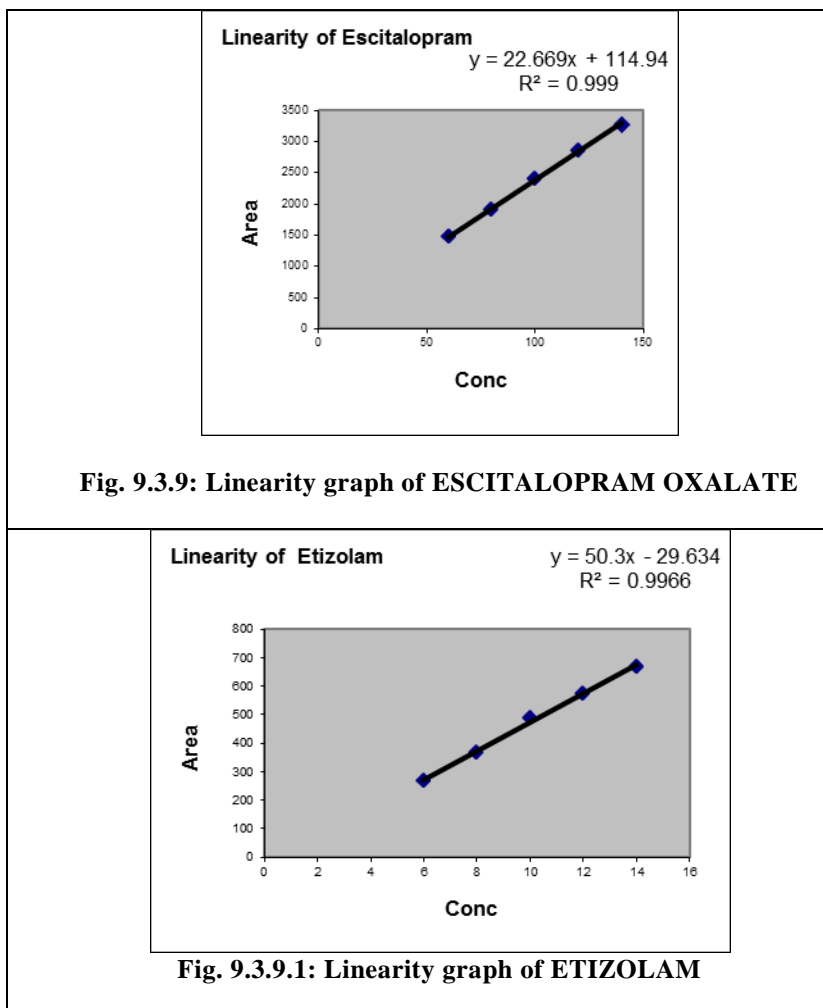 Linearity of Escitalopram
y = 22.669x + 114.94
R² = 0.999
3500
3000
2500
2000
1500
1000
500
0
Area
0 50 100 150
Conc
Fig. 9.3.9: Linearity graph of ESCITALOPRAM OXALATE
Linearity of Etizolam
y = 50.3x - 29.634
R² = 0.9966
800
700
600
500
400
300
200
100
0
Area
0 2 4 6 8 10 12 14 16
Conc
Fig. 9.3.9.1: Linearity graph of ETIZOLAM